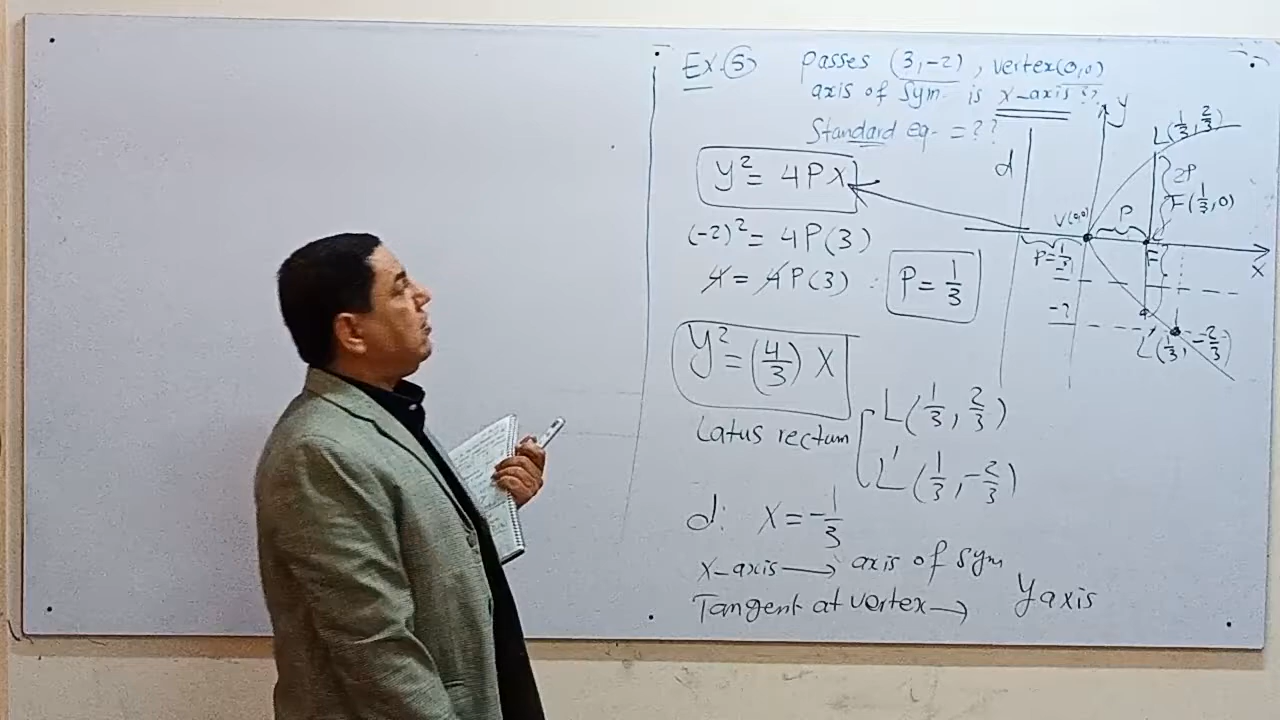 Ex.⑤ passes (3,-2), vertex(0,0)
axis of sym. is x-axis ??
Standard eq. = ??
y² = 4PX
(-2)² = 4P(3)
4 = 4P(3) : P = 1/3
y² = (4/3) X
Latus rectum
L(1/3, 2/3)
L'(1/3, -2/3)
d: X = -1/3
X-axis → axis of sym
Tangent at vertex → y axis
y
L(1/3, 2/3)
d
2P
F(1/3, 0)
V(0,0)
P
P=1/3
F
X
-1
-2
L'(1/3, -2/3)